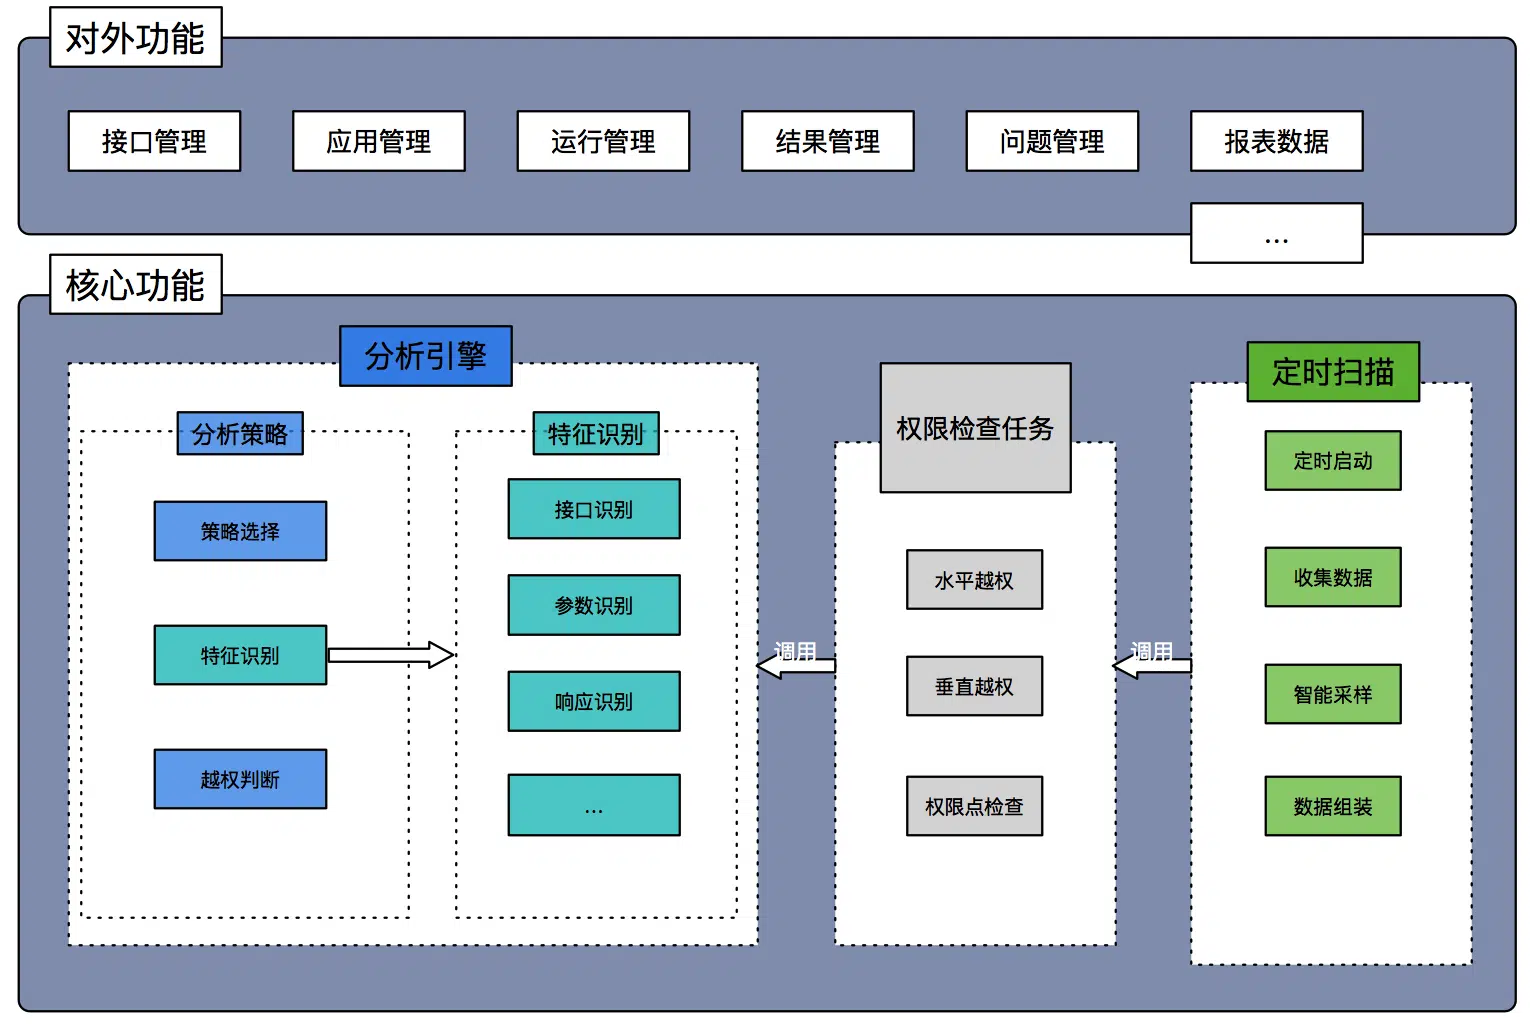 对外功能
接口管理
应用管理
运行管理
结果管理
问题管理
报表数据
...
核心功能
分析引擎
分析策略
策略选择
特征识别
越权判断
特征识别
接口识别
参数识别
响应识别
...
调用
权限检查任务
水平越权
垂直越权
权限点检查
调用
定时扫描
定时启动
收集数据
智能采样
数据组装